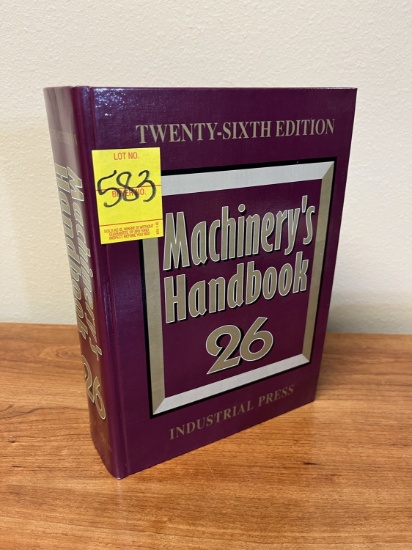 TWENTY-SIXTH EDITION
LOT NO.
583
Machinery's
Handbook
26
INDUSTRIAL PRESS
Machinery's
Handbook
26